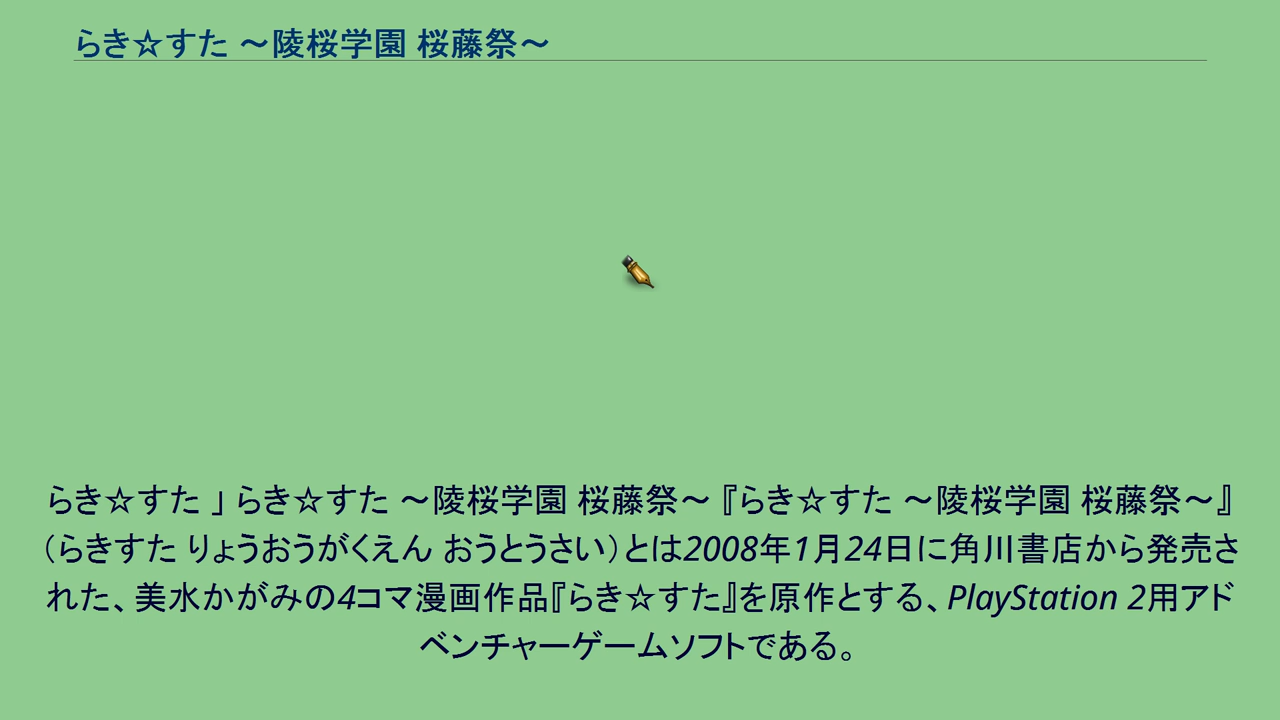 らき☆すた 〜陵桜学園 桜藤祭〜
らき☆すた 」 らき☆すた 〜陵桜学園 桜藤祭〜 『らき☆すた 〜陵桜学園 桜藤祭〜』
（らきすた りょうおうがくえん おうとうさい）とは2008年1月24日に角川書店から発売さ
れた、美水かがみの4コマ漫画作品『らき☆すた』を原作とする、PlayStation 2用アド
ベンチャーゲームソフトである。